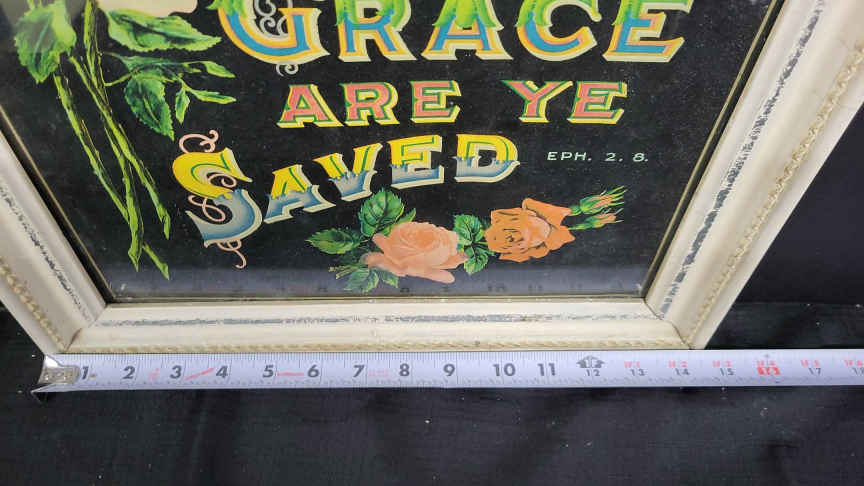 GRACE
ARE YE
SAVED
EPH. 2. 8.
1 2 3 4 5 6 7 8 9 10 11 12 13 14 15 16 17